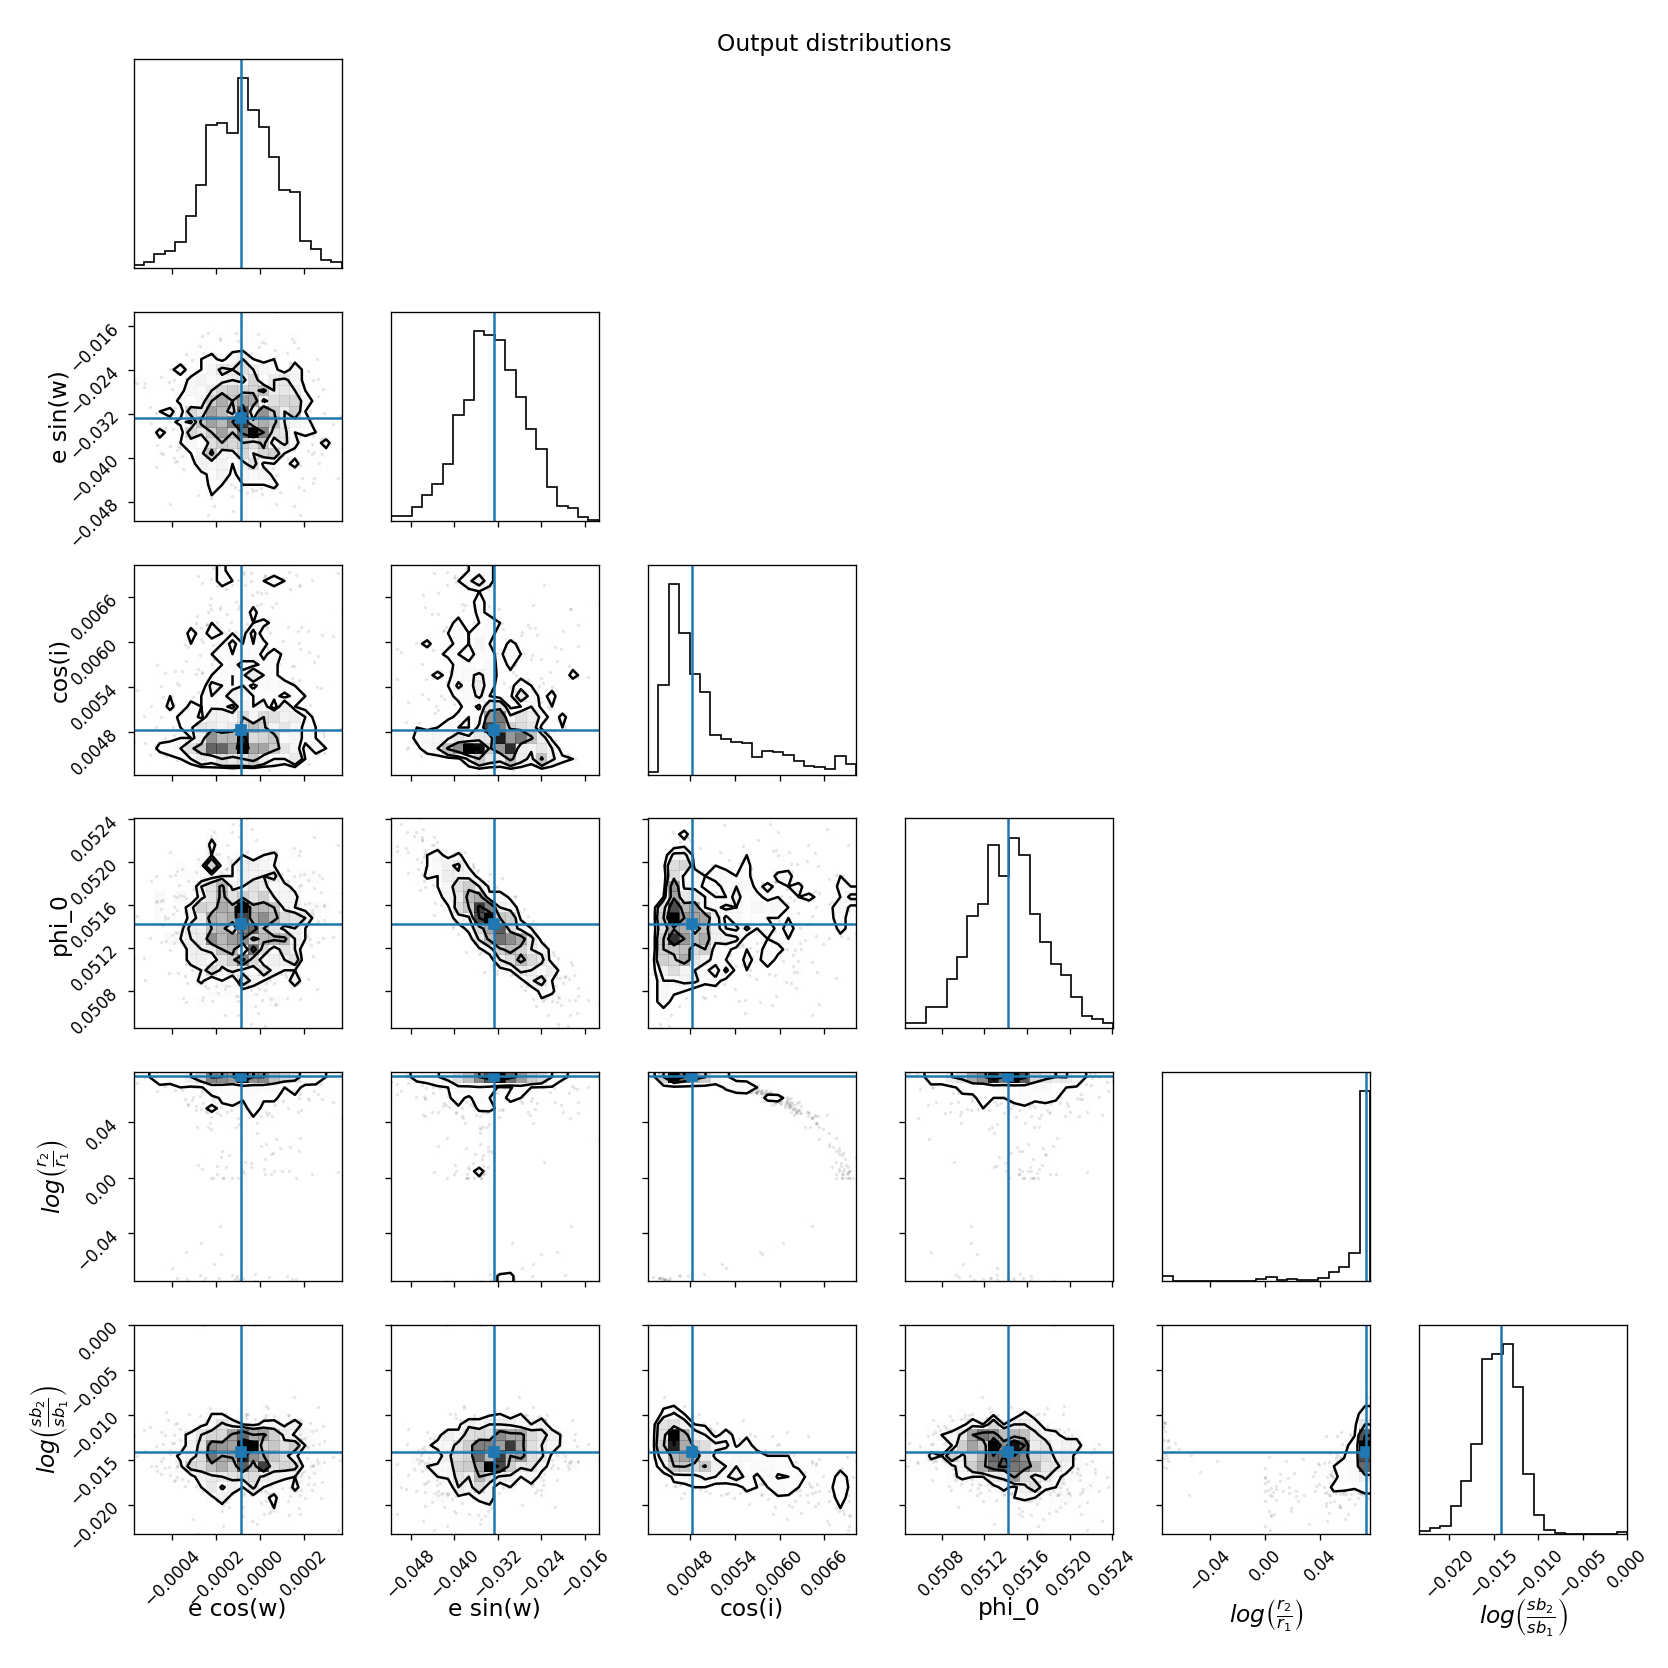 Output distributions
e sin(w)
−0.016
−0.024
−0.032
−0.040
−0.048
cos(i)
0.0066
0.0060
0.0054
0.0048
phi_0
0.0524
0.0520
0.0516
0.0512
0.0508
log(r₂/r₁)
0.04
0.00
−0.04
log(sb₂/sb₁)
0.000
−0.005
−0.010
−0.015
−0.020
−0.0004 −0.0002 0.0000 0.0002
−0.048 −0.040 −0.032 −0.024 −0.016
0.0048 0.0054 0.0060 0.0066
0.0508 0.0512 0.0516 0.0520 0.0524
−0.04 0.00 0.04
−0.020 −0.015 −0.010 −0.005 0.000
e cos(w) e sin(w) cos(i) phi_0 log(r₂/r₁) log(sb₂/sb₁)